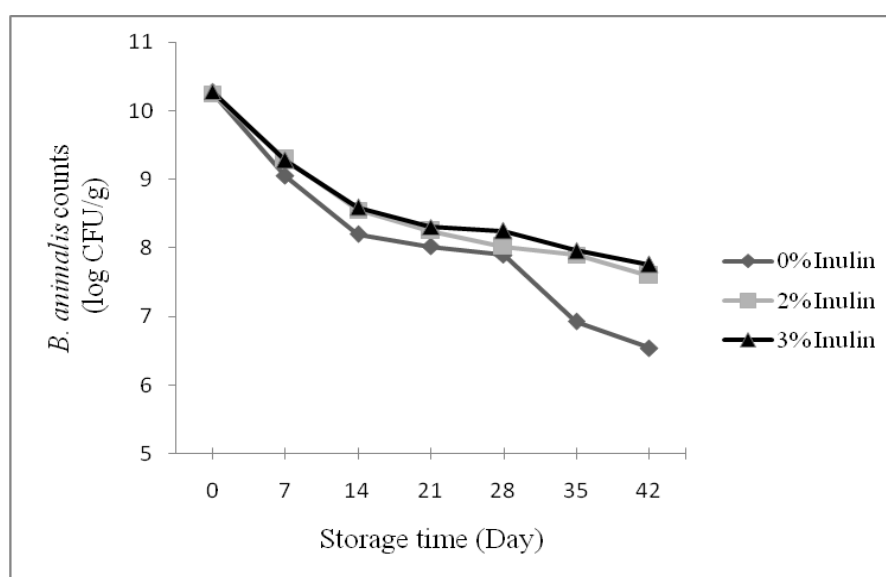 11
10
9
8
7
6
5
B. animalis counts
(log CFU/g)
0 7 14 21 28 35 42
Storage time (Day)
0%Inulin
2%Inulin
3%Inulin